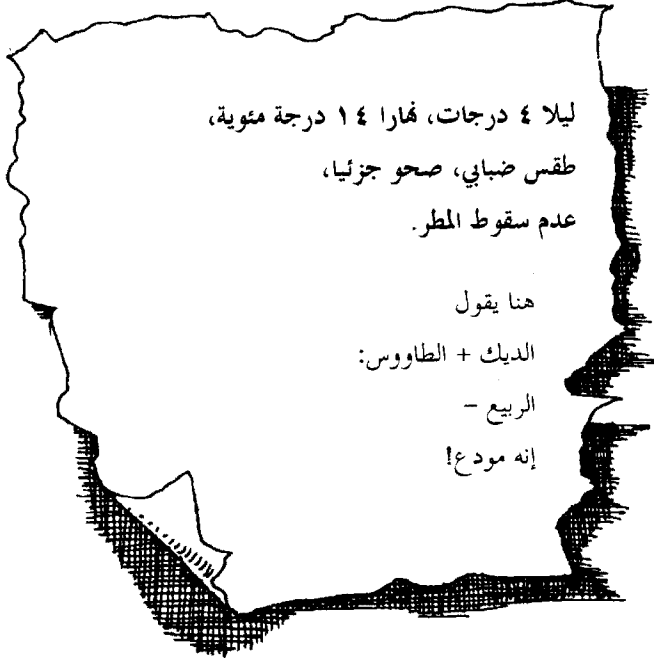 ليلا ٤ درجات، نهارا ١٤ درجة مئوية،
طقس ضبابي، صحو جزئيا،
عدم سقوط المطر.
هنا يقول
الديك + الطاووس:
الربيع –
إنه مودع!